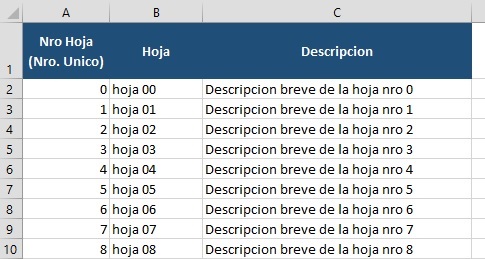 A B C
1 Nro Hoja (Nro. Unico) Hoja Descripcion
2 0 hoja 00 Descripcion breve de la hoja nro 0
3 1 hoja 01 Descripcion breve de la hoja nro 1
4 2 hoja 02 Descripcion breve de la hoja nro 2
5 3 hoja 03 Descripcion breve de la hoja nro 3
6 4 hoja 04 Descripcion breve de la hoja nro 4
7 5 hoja 05 Descripcion breve de la hoja nro 5
8 6 hoja 06 Descripcion breve de la hoja nro 6
9 7 hoja 07 Descripcion breve de la hoja nro 7
10 8 hoja 08 Descripcion breve de la hoja nro 8